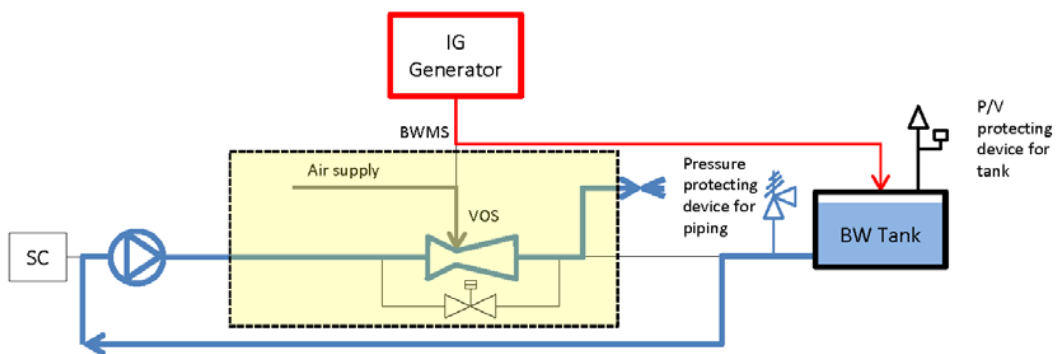 IG
Generator
BWMS
P/V
protecting
device for
tank
Air supply
Pressure
protecting
device for
piping
VOS
SC
BW Tank